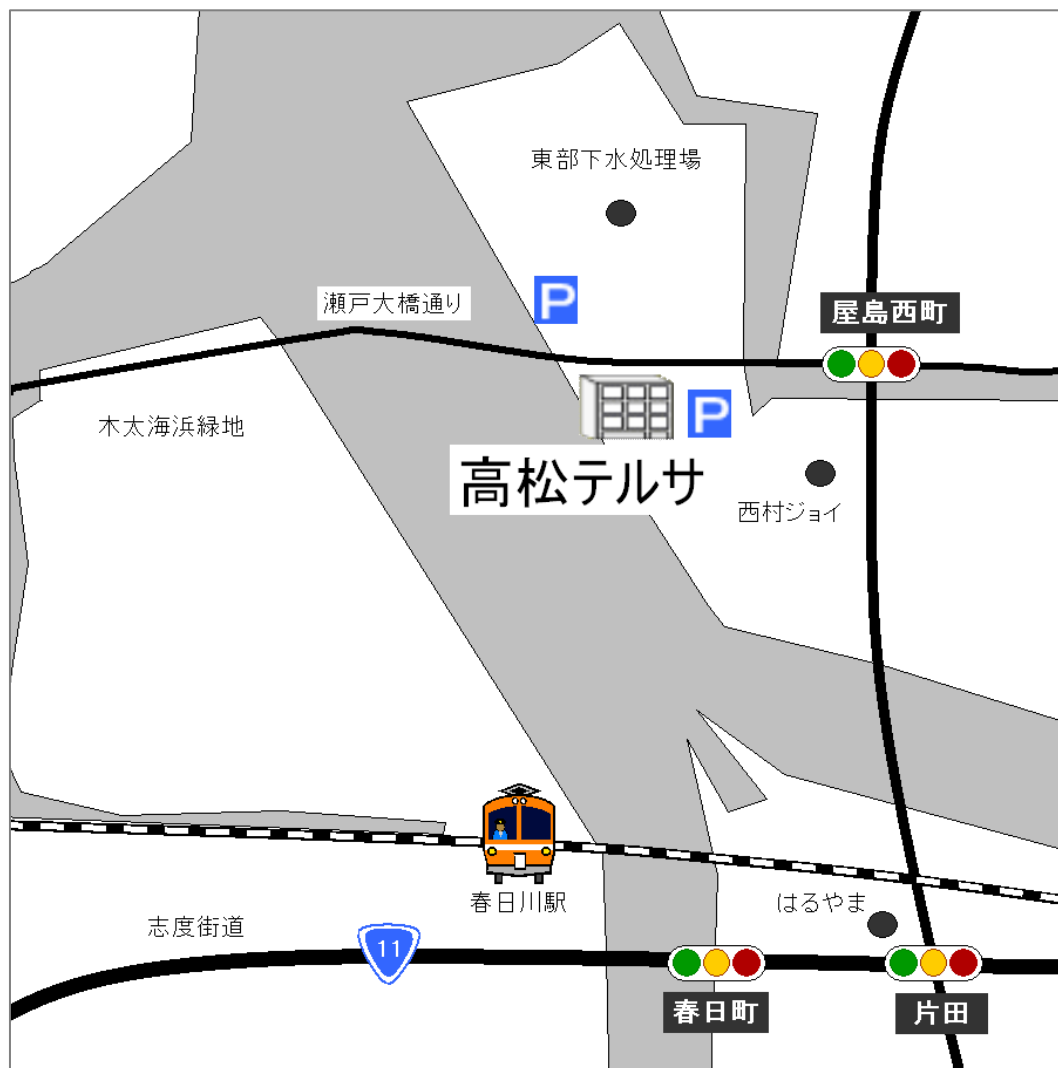 東部下水処理場
P
瀬戸大橋通り
屋島西町
P
木太海浜緑地
高松テルサ
西村ジョイ
春日川駅
はるやま
志度街道
11
春日町
片田